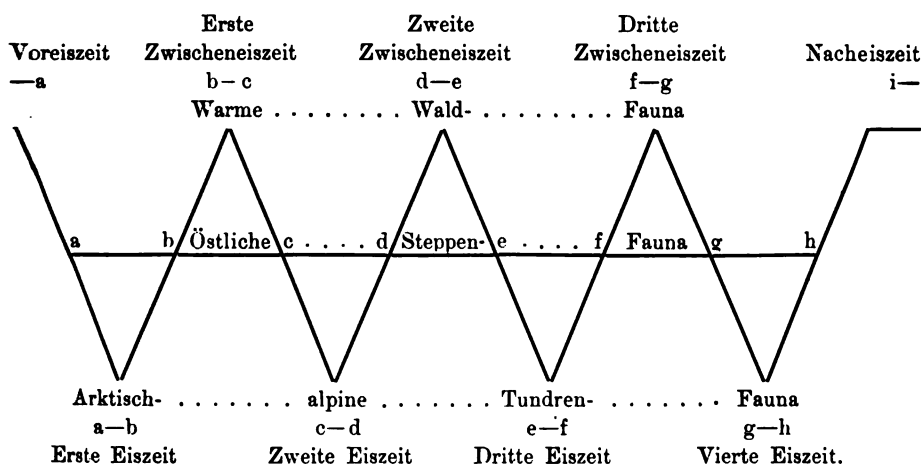 Erste Zweite Dritte
Voreiszeit Zwischeneiszeit Zwischeneiszeit Zwischeneiszeit Nacheiszeit
—a b—c d—e f—g i—
Warme . . . . . . . . Wald- . . . . . . . . Fauna
a b Östliche c . . . . d Steppen- e . . . . f Fauna g h
Arktisch- . . . . . . . alpine . . . . . . . Tundren- . . . . . . . Fauna
a—b c—d e—f g—h
Erste Eiszeit Zweite Eiszeit Dritte Eiszeit Vierte Eiszeit.